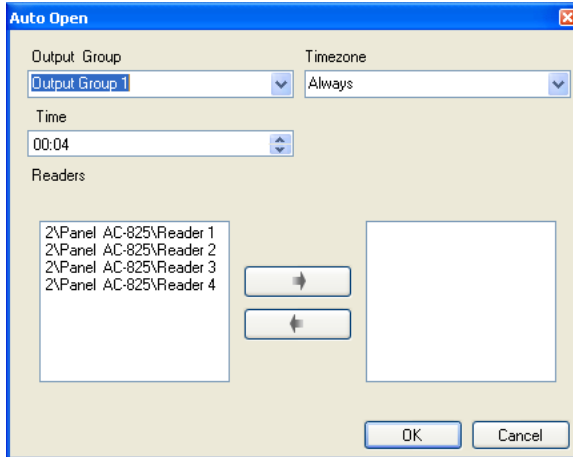 Auto Open
Output Group
Timezone
Output Group 1
Always
Time
00:04
Readers
2\Panel AC-825\Reader 1
2\Panel AC-825\Reader 2
2\Panel AC-825\Reader 3
2\Panel AC-825\Reader 4
OK
Cancel